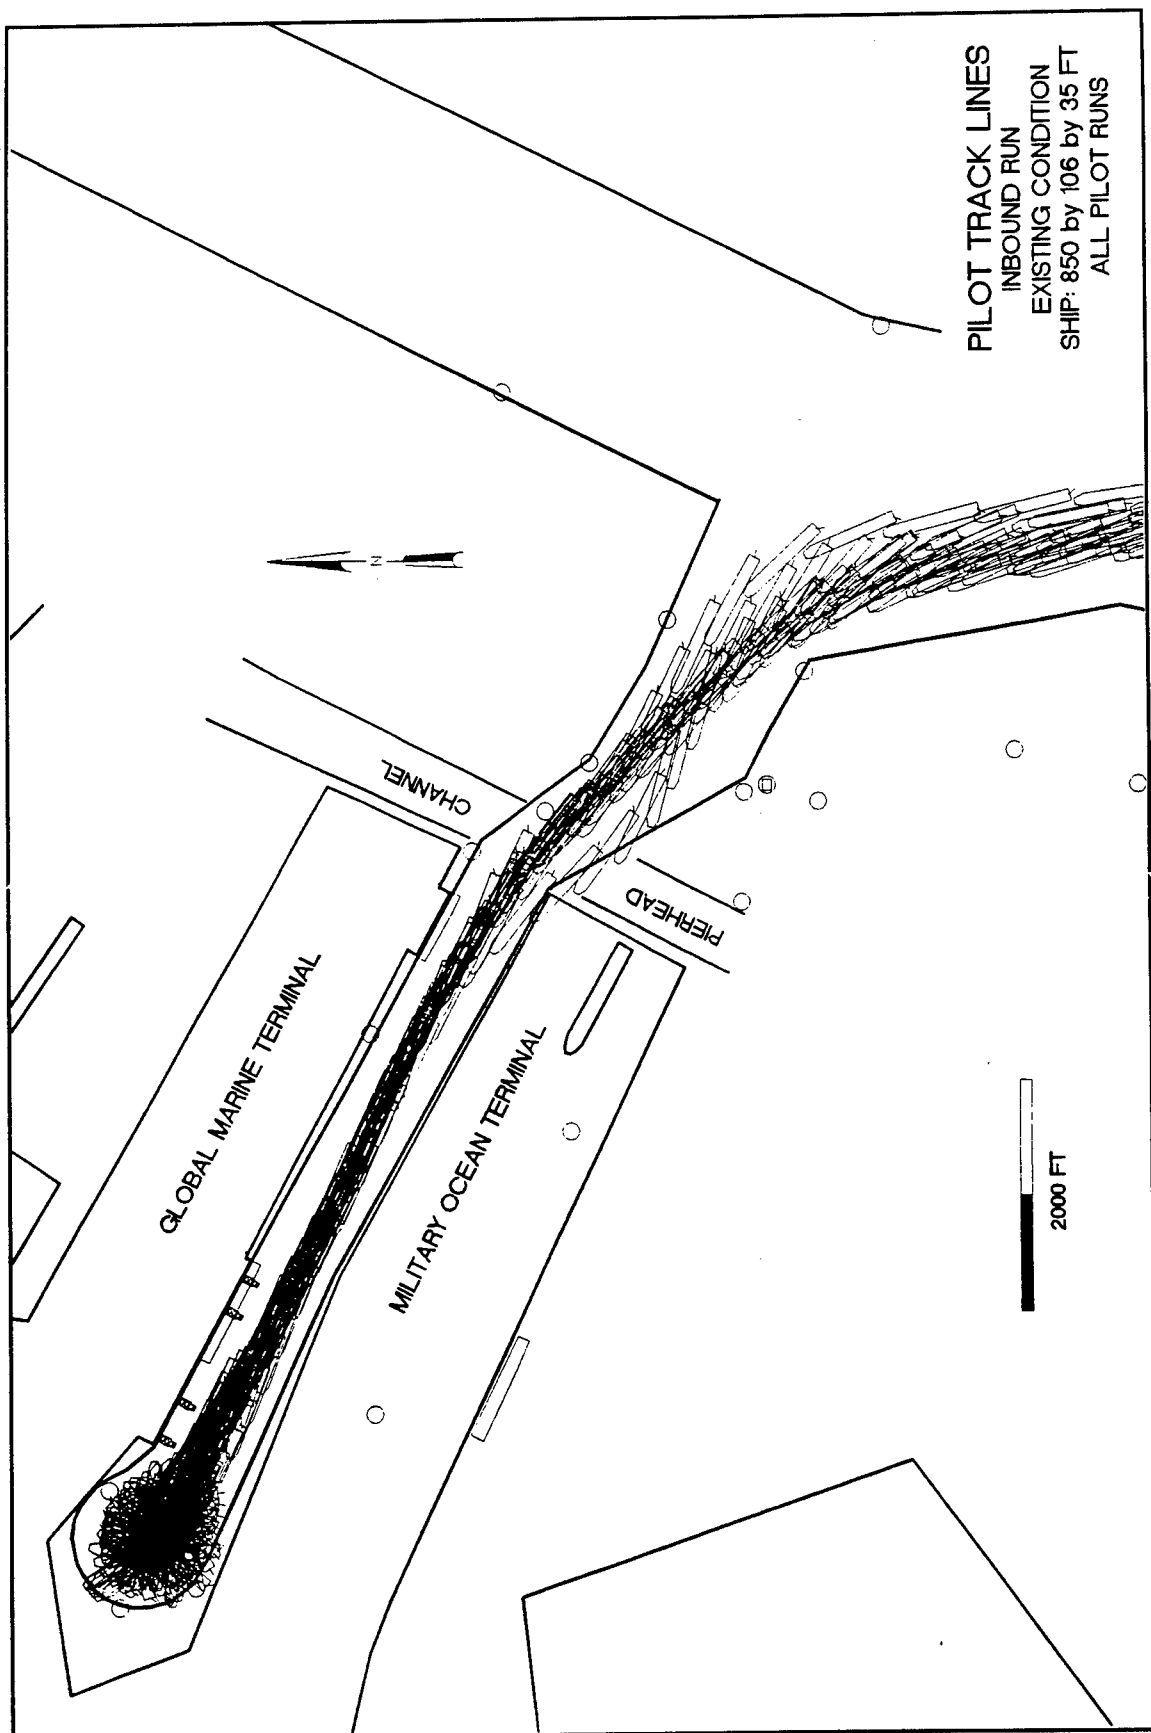 PILOT TRACK LINES
INBOUND RUN
EXISTING CONDITION
SHIP: 850 by 106 by 35 FT
ALL PILOT RUNS
N
CHANNEL
PIERHEAD
GLOBAL MARINE TERMINAL
MILITARY OCEAN TERMINAL
2000 FT